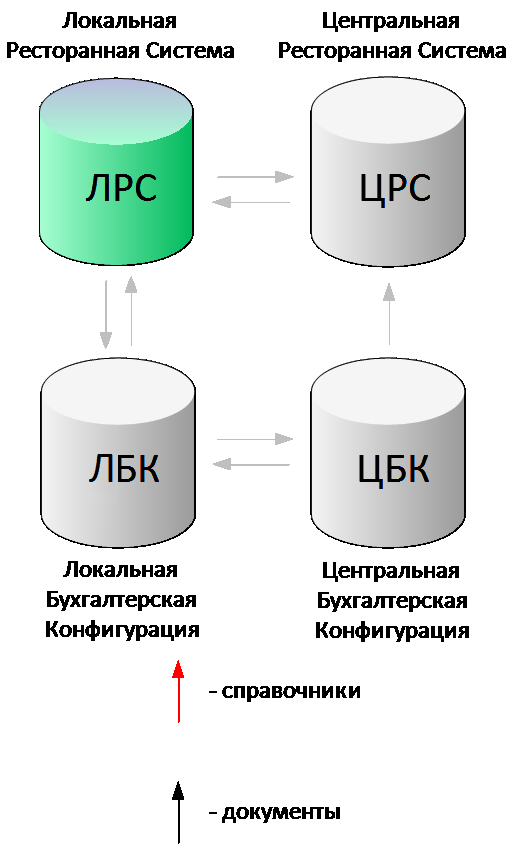 Локальная
Ресторанная Система
Центральная
Ресторанная Система
ЛРС
ЦРС
ЛБК
ЦБК
Локальная
Бухгалтерская
Конфигурация
Центральная
Бухгалтерская
Конфигурация
- справочники
- документы